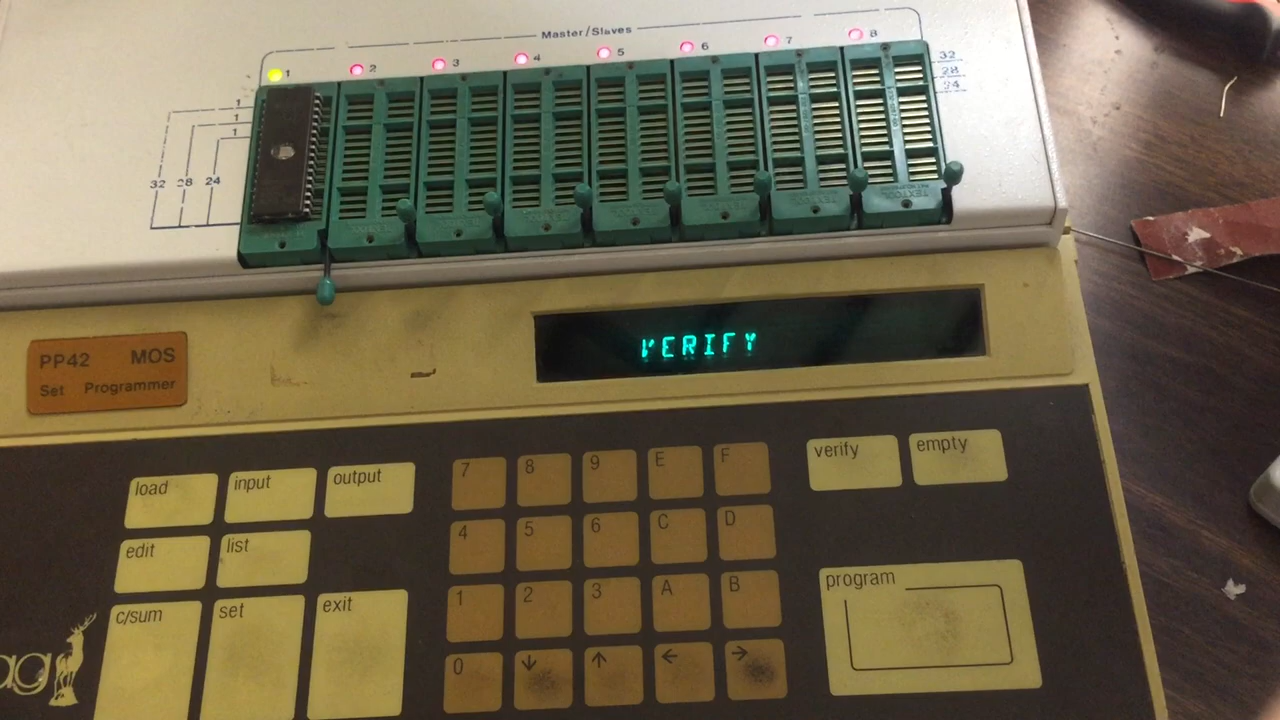 Master/Slaves
1 2 3 4 5 6 7 8
32
28
24
1
1
1
32 28 24
VERIFY
PP42 MOS
Set Programmer
load input output
7 8 9 E F
verify empty
edit list
4 5 6 C D
c/sum set exit
1 2 3 A B
program
0 ↓ ↑ ← →
ag